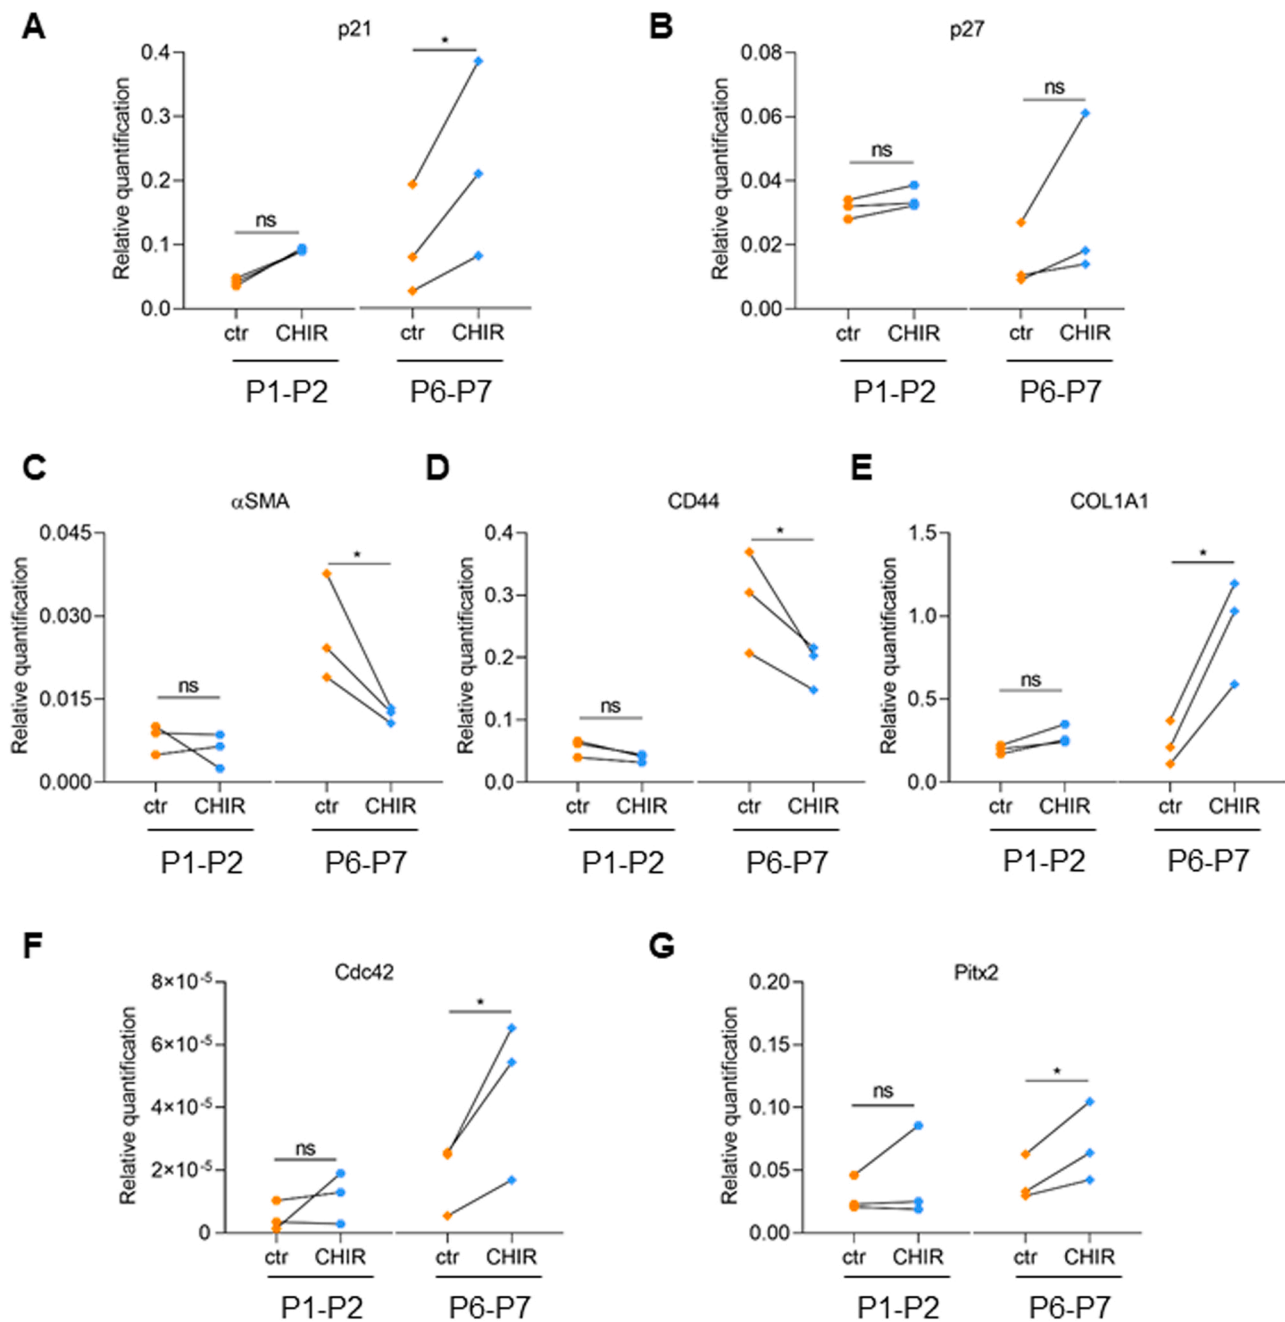 A
p21
Relative quantification
0.4
0.3
0.2
0.1
0.0
ns
*
ctr CHIR ctr CHIR
P1-P2 P6-P7
B
p27
Relative quantification
0.08
0.06
0.04
0.02
0.00
ns
ns
ctr CHIR ctr CHIR
P1-P2 P6-P7
C
αSMA
Relative quantification
0.045
0.030
0.015
0.000
ns
*
ctr CHIR ctr CHIR
P1-P2 P6-P7
D
CD44
Relative quantification
0.4
0.3
0.2
0.1
0.0
ns
*
ctr CHIR ctr CHIR
P1-P2 P6-P7
E
COL1A1
Relative quantification
1.5
1.0
0.5
0.0
ns
*
ctr CHIR ctr CHIR
P1-P2 P6-P7
F
Cdc42
Relative quantification
8×10⁻⁵
6×10⁻⁵
4×10⁻⁵
2×10⁻⁵
0
ns
*
ctr CHIR ctr CHIR
P1-P2 P6-P7
G
Pitx2
Relative quantification
0.20
0.15
0.10
0.05
0.00
ns
*
ctr CHIR ctr CHIR
P1-P2 P6-P7